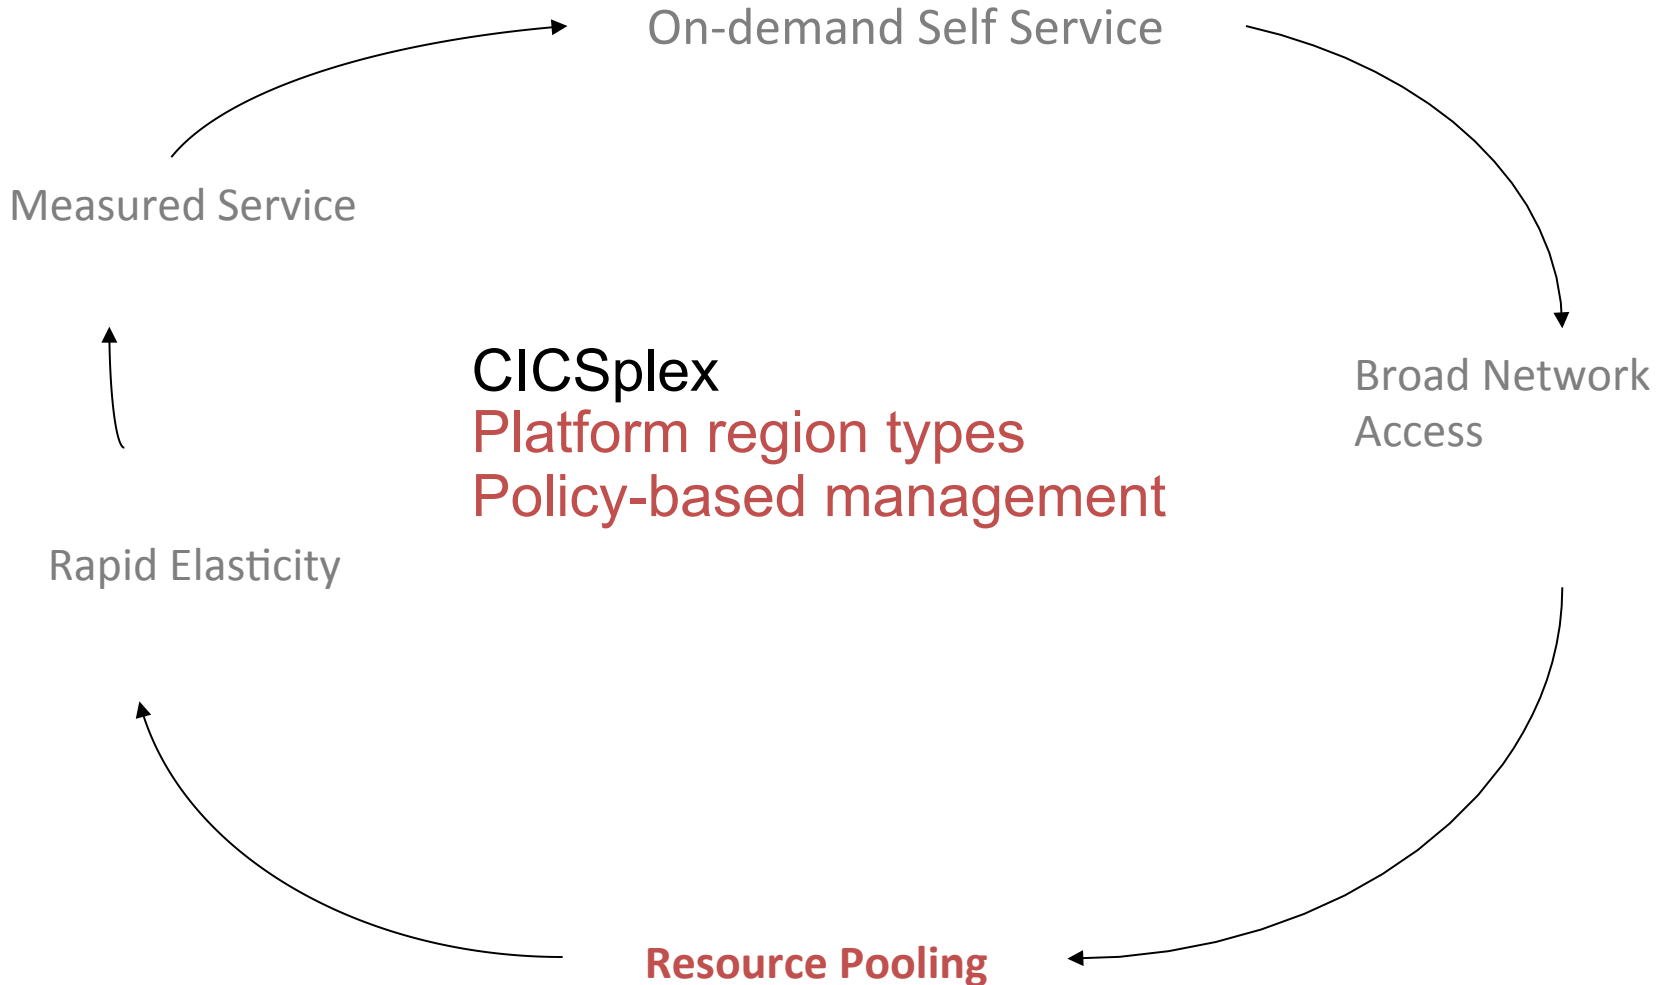 On-demand Self Service
Measured Service
CICSplex
Platform region types
Policy-based management
Broad Network
Access
Rapid Elasticity
Resource Pooling